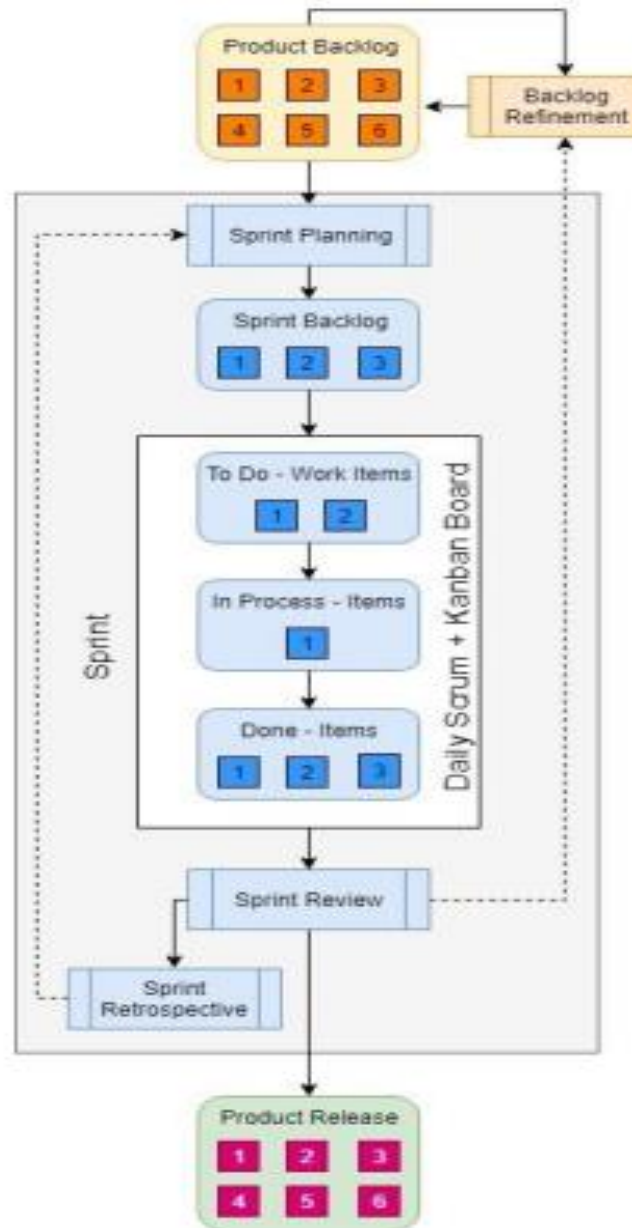 Product Backlog
1 2 3
4 5 6
Backlog
Refinement
Sprint Planning
Sprint Backlog
1 2 3
To Do - Work Items
1 2
In Process - Items
1
Done - Items
1 2 3
Sprint
Daily Scrum + Kanban Board
Sprint Review
Sprint
Retrospective
Product Release
1 2 3
4 5 6